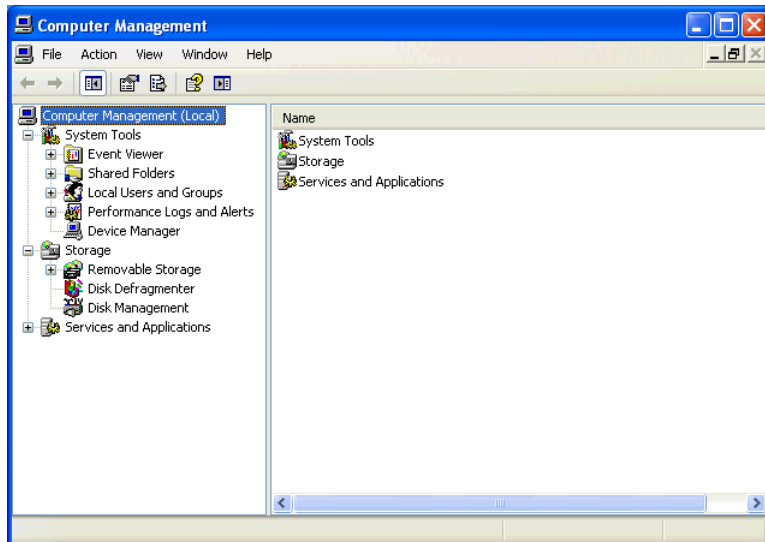 Computer Management
File Action View Window Help
Computer Management (Local)
System Tools
Event Viewer
Shared Folders
Local Users and Groups
Performance Logs and Alerts
Device Manager
Storage
Removable Storage
Disk Defragmenter
Disk Management
Services and Applications
Name
System Tools
Storage
Services and Applications